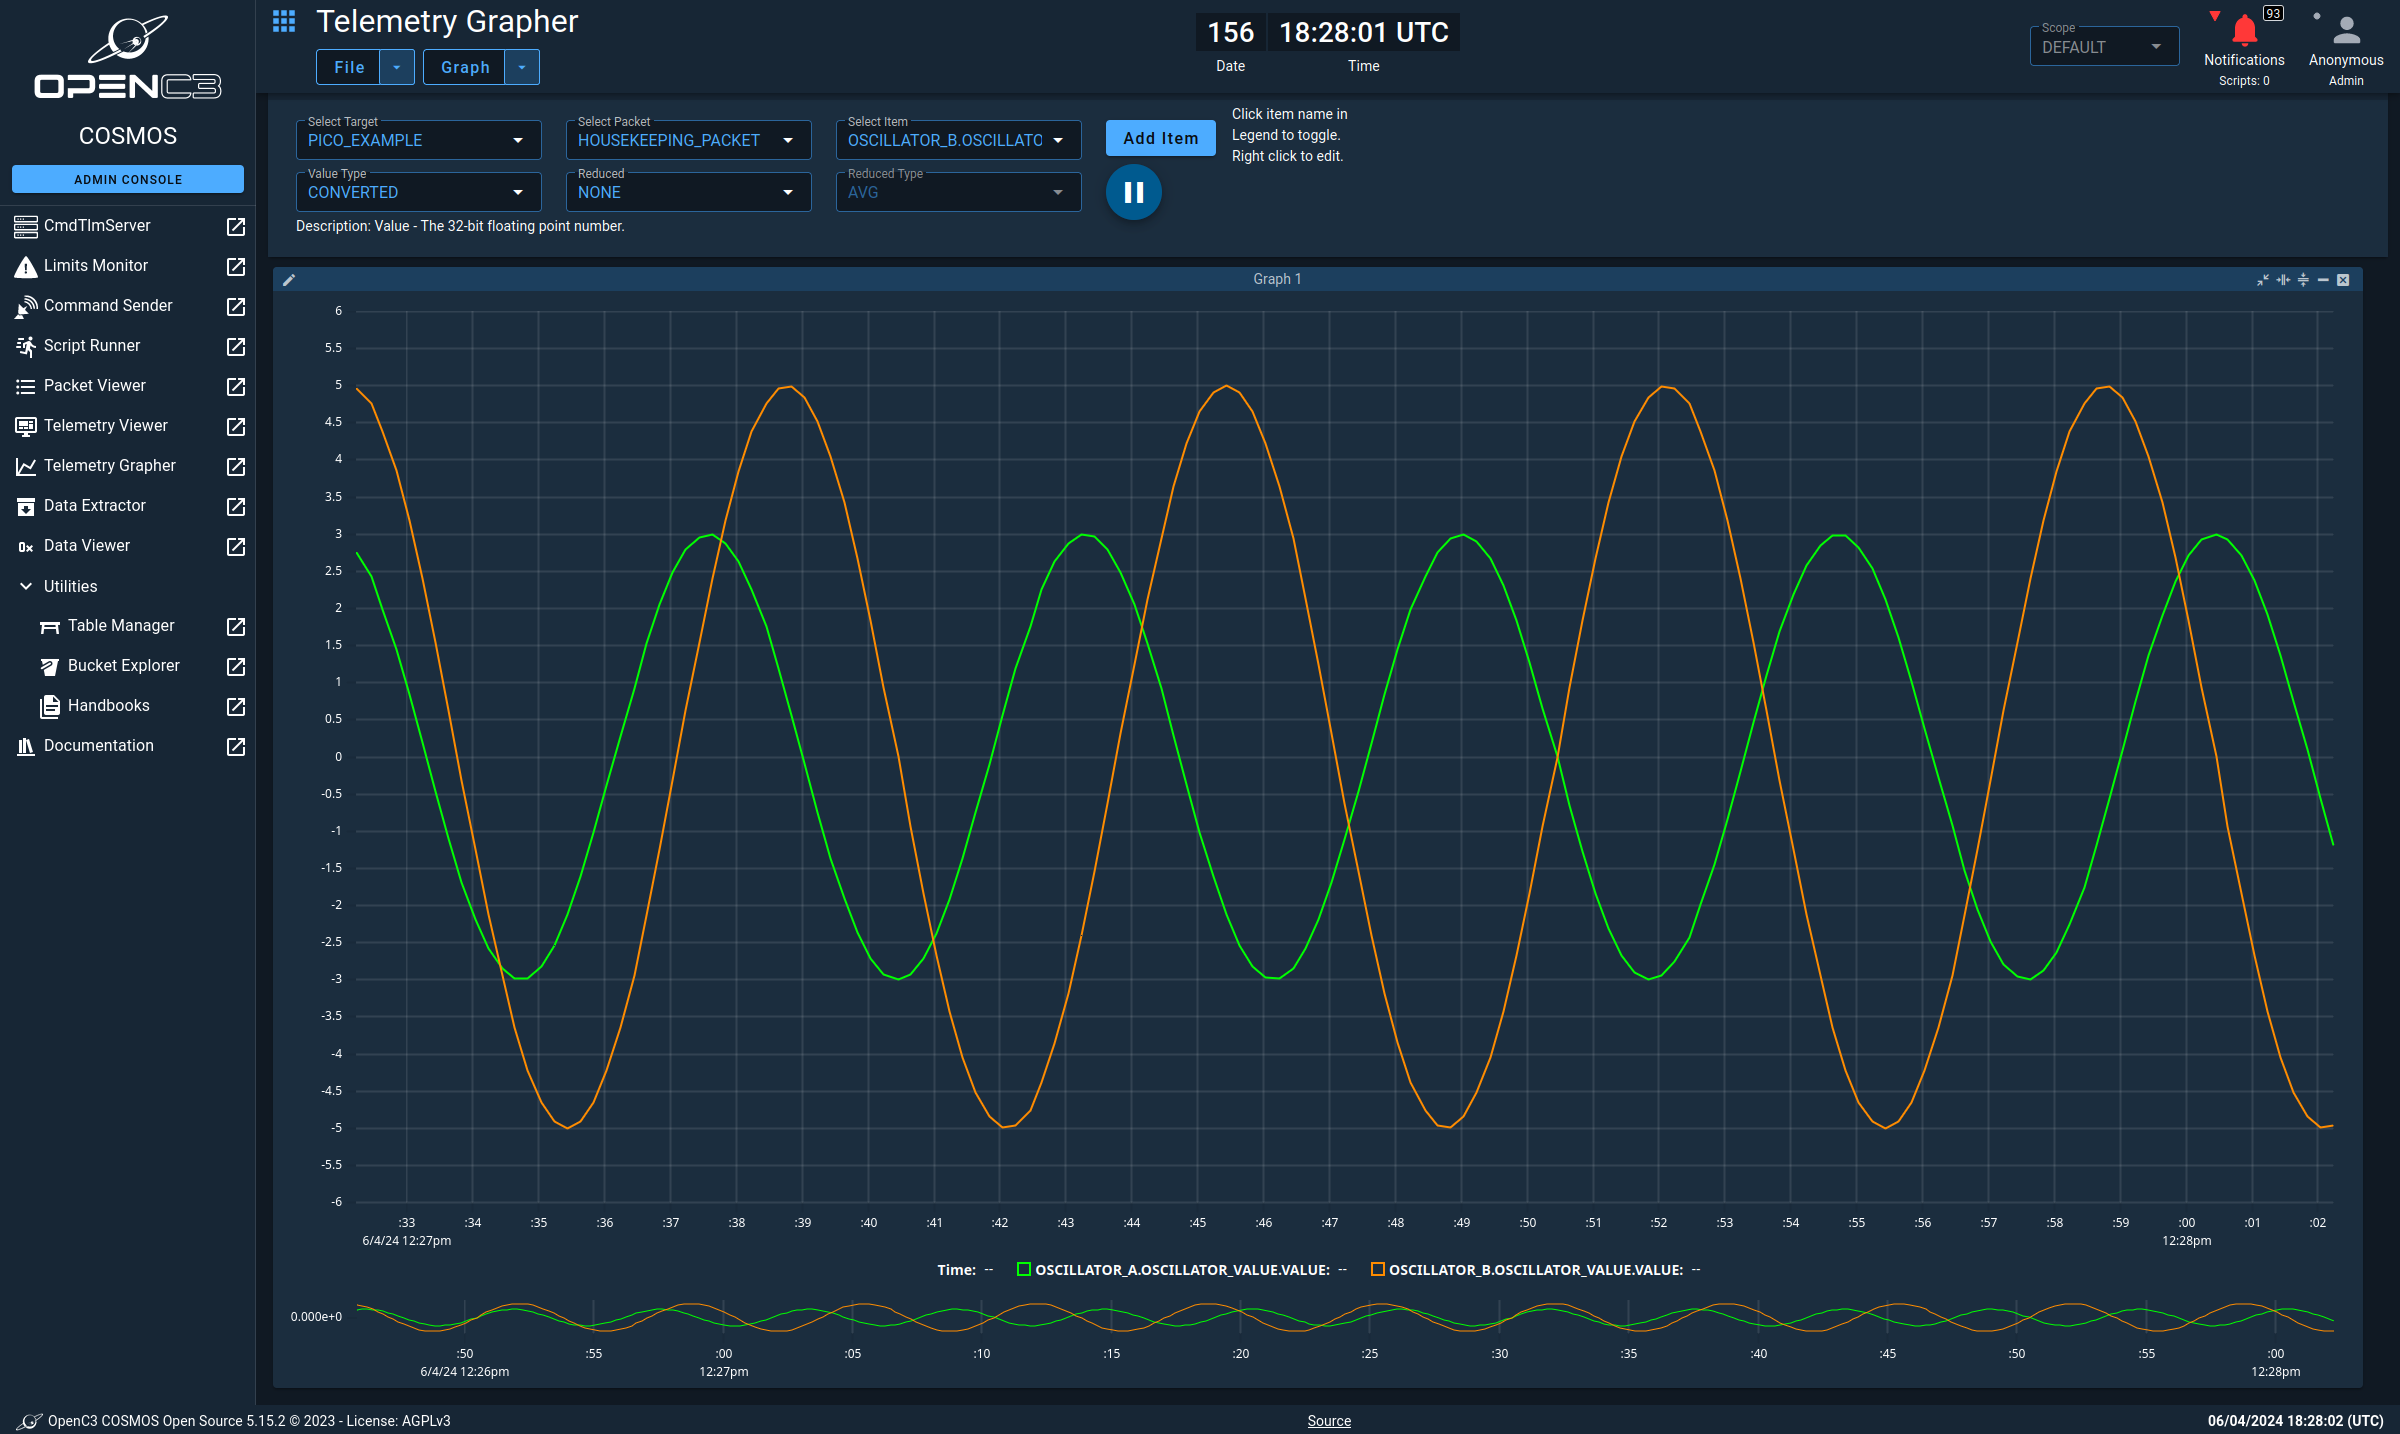 OPENC3
COSMOS
ADMIN CONSOLE
CmdTlmServer
Limits Monitor
Command Sender
Script Runner
Packet Viewer
Telemetry Viewer
Telemetry Grapher
Data Extractor
0x Data Viewer
Utilities
Table Manager
Bucket Explorer
Handbooks
Documentation
Telemetry Grapher
File
Graph
156 18:28:01 UTC
Date Time
Scope
DEFAULT
93
Notifications
Scripts: 0
Anonymous
Admin
Select Target
PICO_EXAMPLE
Select Packet
HOUSEKEEPING_PACKET
Select Item
OSCILLATOR_B.OSCILLATO
Add Item
Click item name in
Legend to toggle.
Right click to edit.
Value Type
CONVERTED
Reduced
NONE
Reduced Type
AVG
Description: Value - The 32-bit floating point number.
Graph 1
6
5.5
5
4.5
4
3.5
3
2.5
2
1.5
1
0.5
0
-0.5
-1
-1.5
-2
-2.5
-3
-3.5
-4
-4.5
-5
-5.5
-6
:33 :34 :35 :36 :37 :38 :39 :40 :41 :42 :43 :44 :45 :46 :47 :48 :49 :50 :51 :52 :53 :54 :55 :56 :57 :58 :59 :00 :01 :02
6/4/24 12:27pm 12:28pm
Time: -- OSCILLATOR_A.OSCILLATOR_VALUE.VALUE: -- OSCILLATOR_B.OSCILLATOR_VALUE.VALUE: --
0.000e+0
:50 :55 :00 :05 :10 :15 :20 :25 :30 :35 :40 :45 :50 :55 :00
6/4/24 12:26pm 12:27pm 12:28pm
OpenC3 COSMOS Open Source 5.15.2 © 2023 - License: AGPLv3
Source
06/04/2024 18:28:02 (UTC)